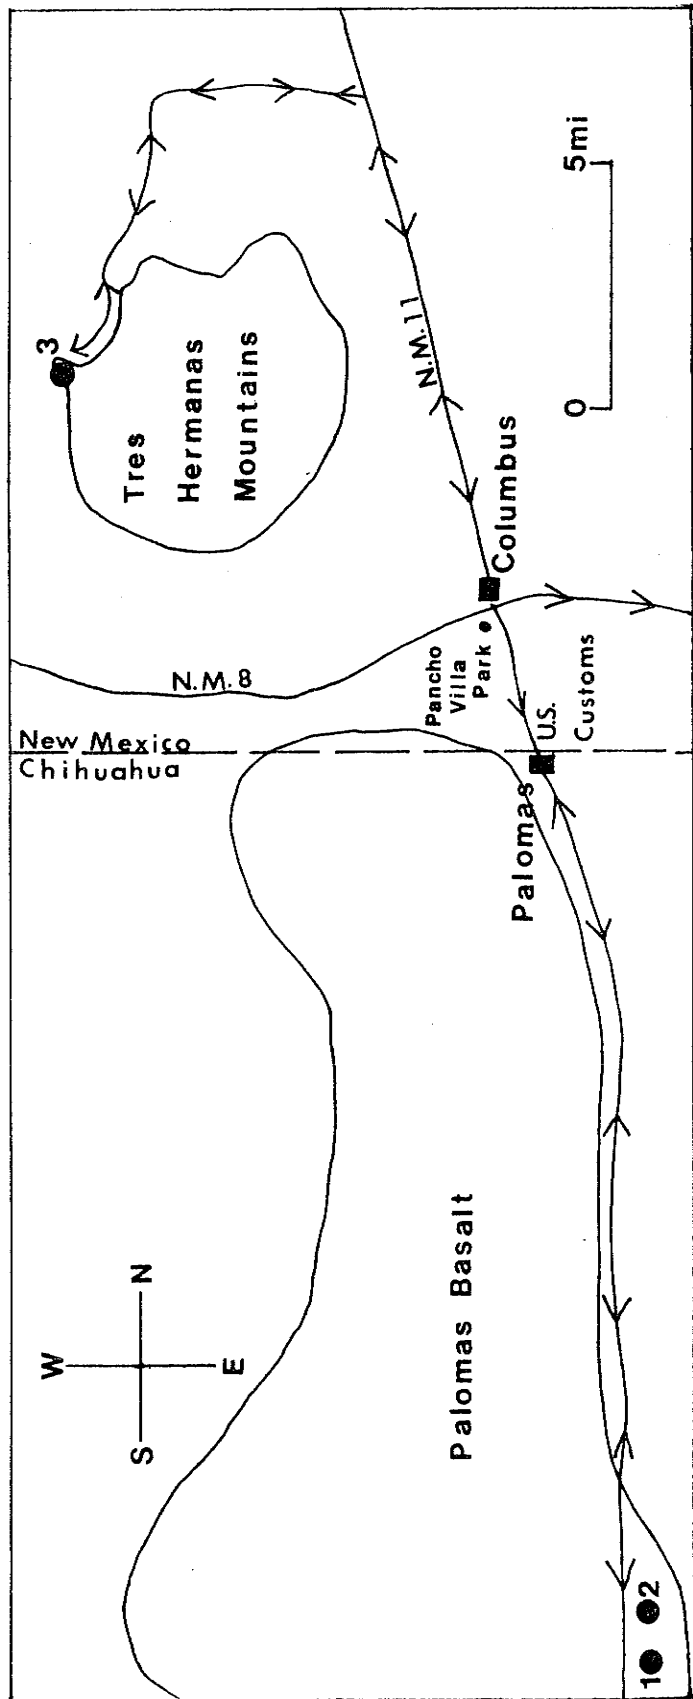 3
Tres
Hermanas
Mountains
N.M. 11
0 5mi
Columbus
N.M. 8
Pancho
Villa
Park
U.S.
Customs
New Mexico
Chihuahua
Palomas
Palomas Basalt
W
N
S
E
1
2